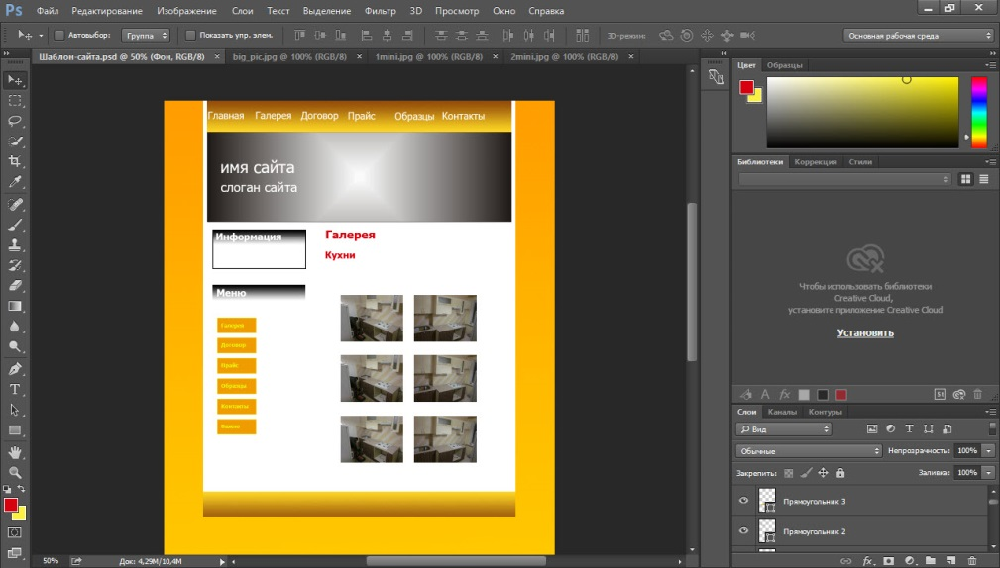 Ps Файл Редактирование Изображение Слои Текст Выделение Фильтр 3D Просмотр Окно Справка
Автовыбор: Группа Показать упр. элем. 3D-режим: Основная рабочая среда
Шаблон-сайта.psd @ 50% (Фон, RGB/8) × big_pic.jpg @ 100% (RGB/8) × 1mini.jpg @ 100% (RGB/8) × 2mini.jpg @ 100% (RGB/8) ×
Цвет Образцы
Главная Галерея Договор Прайс Образцы Контакты
имя сайта
слоган сайта
Информация
Галерея
Кухни
Меню
Галерея
Договор
Прайс
Образцы
Контакты
Библиотеки Коррекция Стили
Чтобы использовать библиотеки
Creative Cloud,
установите приложение Creative Cloud
Установить
St
Слои Каналы Контуры
Вид
Обычные Непрозрачность: 100%
Закрепить: Заливка: 100%
Прямоугольник 3
Прямоугольник 2
50% Док: 4,29M/10,4M